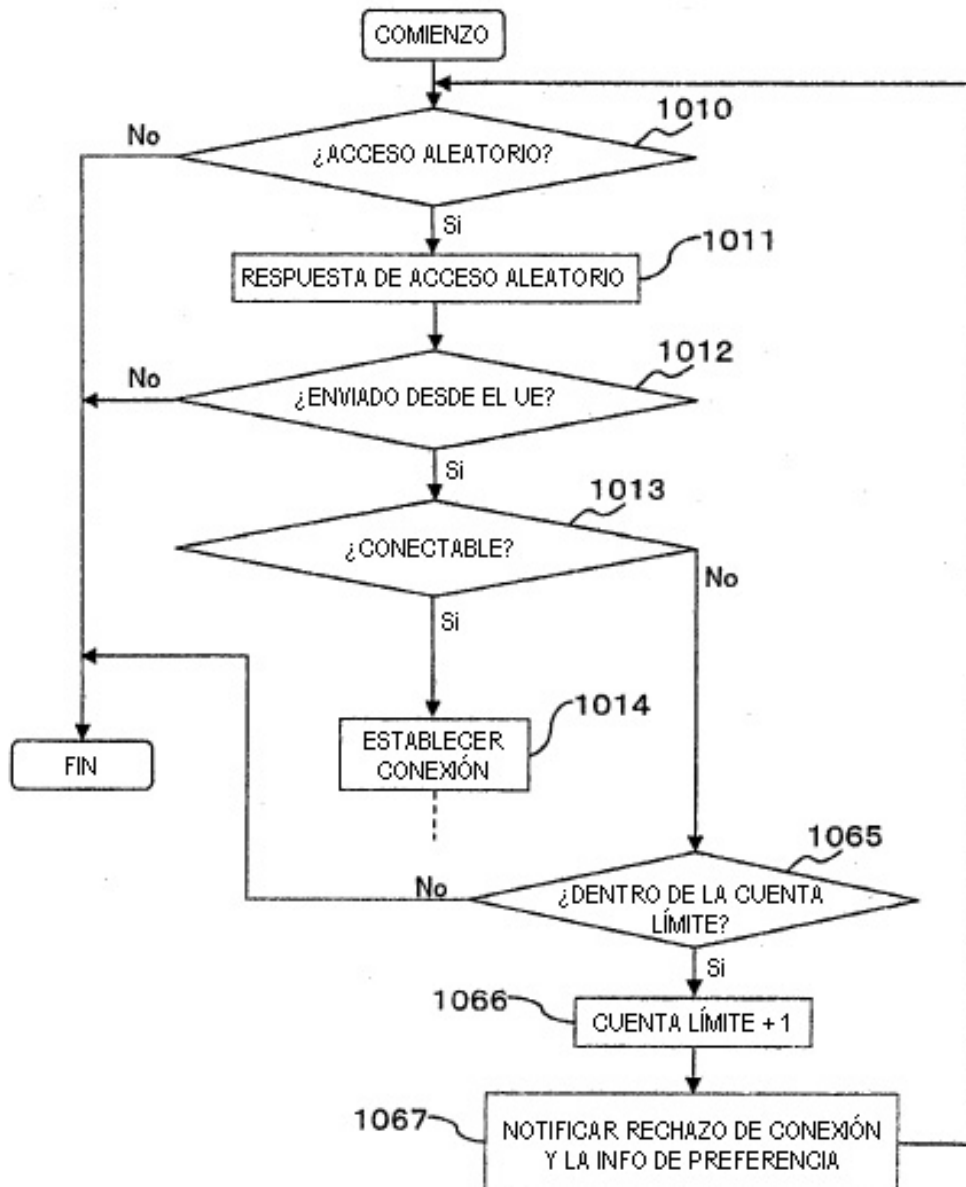 COMIENZO
1010
No
¿ACCESO ALEATORIO?
Si
1011
RESPUESTA DE ACCESO ALEATORIO
1012
No
¿ENVIADO DESDE EL UE?
Si
1013
¿CONECTABLE?
No
Si
1014
ESTABLECER
CONEXIÓN
FIN
1065
No
¿DENTRO DE LA CUENTA
LÍMITE?
Si
1066
CUENTA LÍMITE + 1
1067
NOTIFICAR RECHAZO DE CONEXIÓN
Y LA INFO DE PREFERENCIA